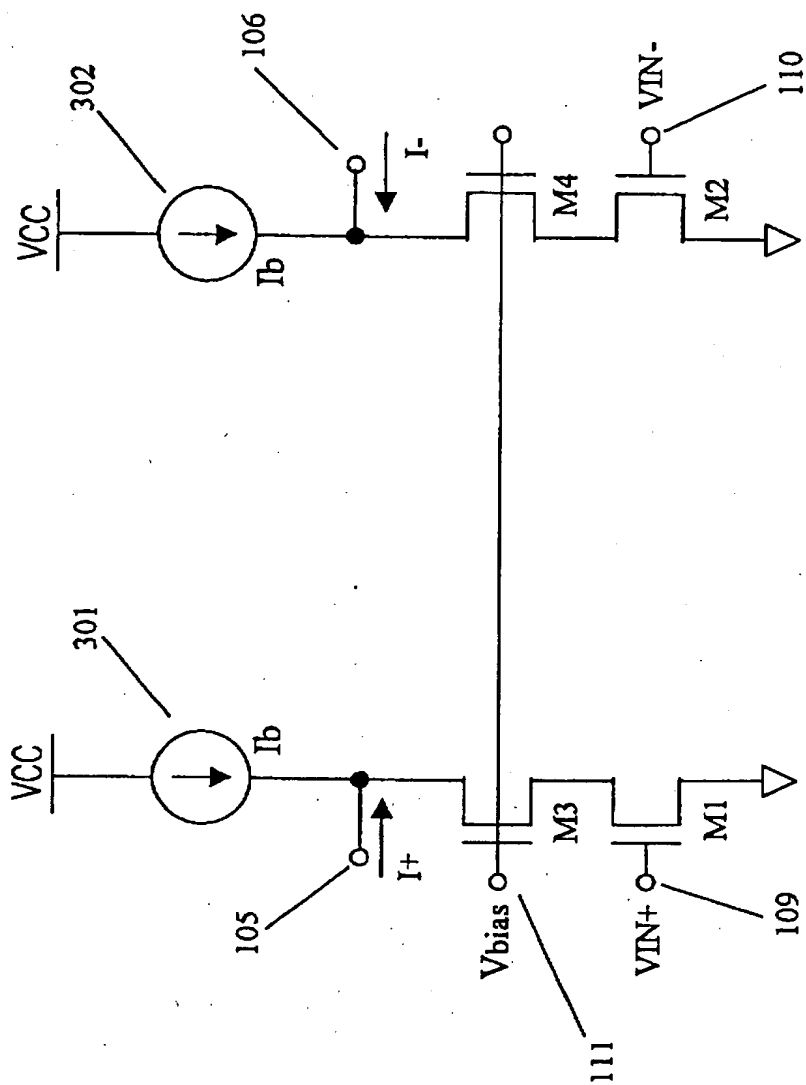 VCC
VCC
301
302
Ib
Ib
105
106
I+
I-
Vbias
M3
M4
111
VIN+
VIN-
M1
M2
109
110